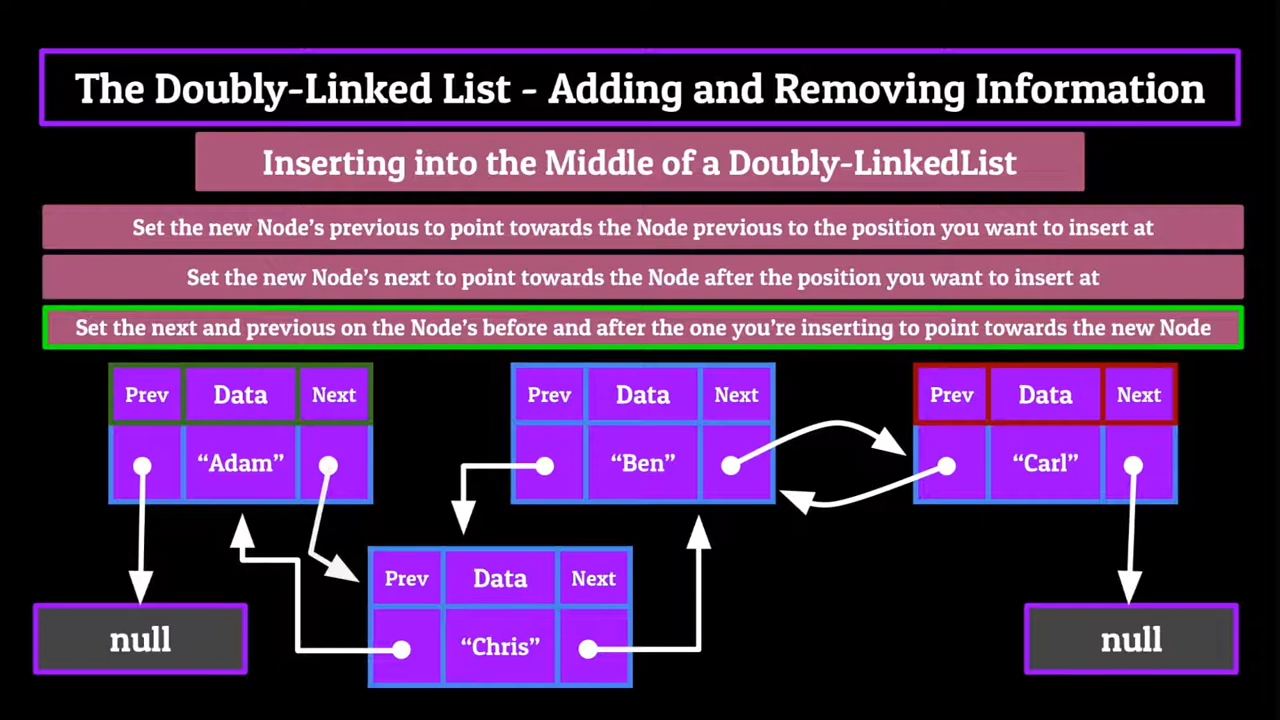 The Doubly-Linked List - Adding and Removing Information
Inserting into the Middle of a Doubly-LinkedList
Set the new Node's previous to point towards the Node previous to the position you want to insert at
Set the new Node's next to point towards the Node after the position you want to insert at
Set the next and previous on the Node's before and after the one you're inserting to point towards the new Node
Prev Data Next
“Adam”
Prev Data Next
“Ben”
Prev Data Next
“Carl”
Prev Data Next
“Chris”
null
null